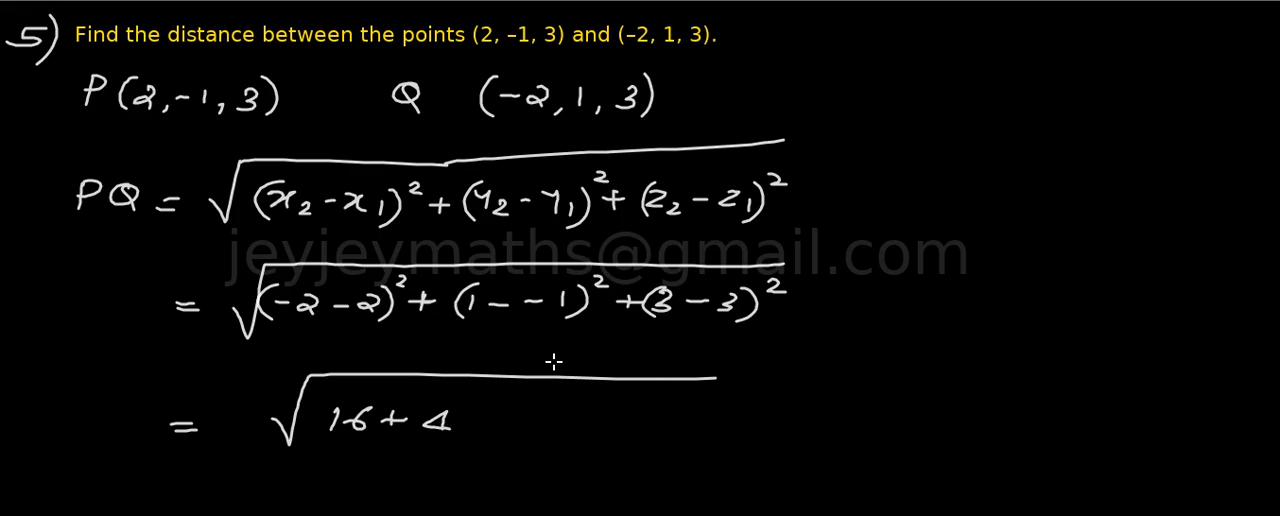 5) Find the distance between the points (2, –1, 3) and (–2, 1, 3).
P(2,-1,3) Q (-2,1,3)
PQ = √((x₂-x₁)²+(y₂-y₁)²+(z₂-z₁)²)
jeyjeymaths@gmail.com
= √((-2-2)²+(1--1)²+(3-3)²)
= √(16+4)